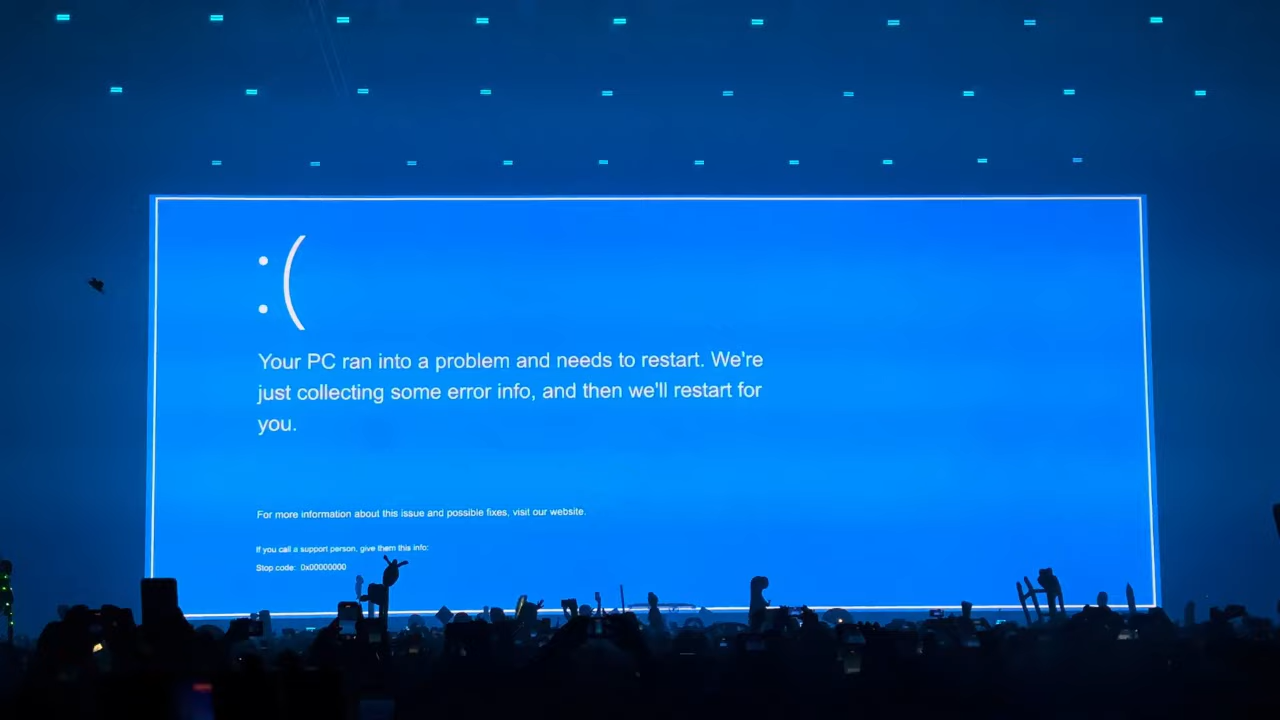 :(
Your PC ran into a problem and needs to restart. We're
just collecting some error info, and then we'll restart for
you.
For more information about this issue and possible fixes, visit our website.
If you call a support person, give them this info:
Stop code: 0x00000000